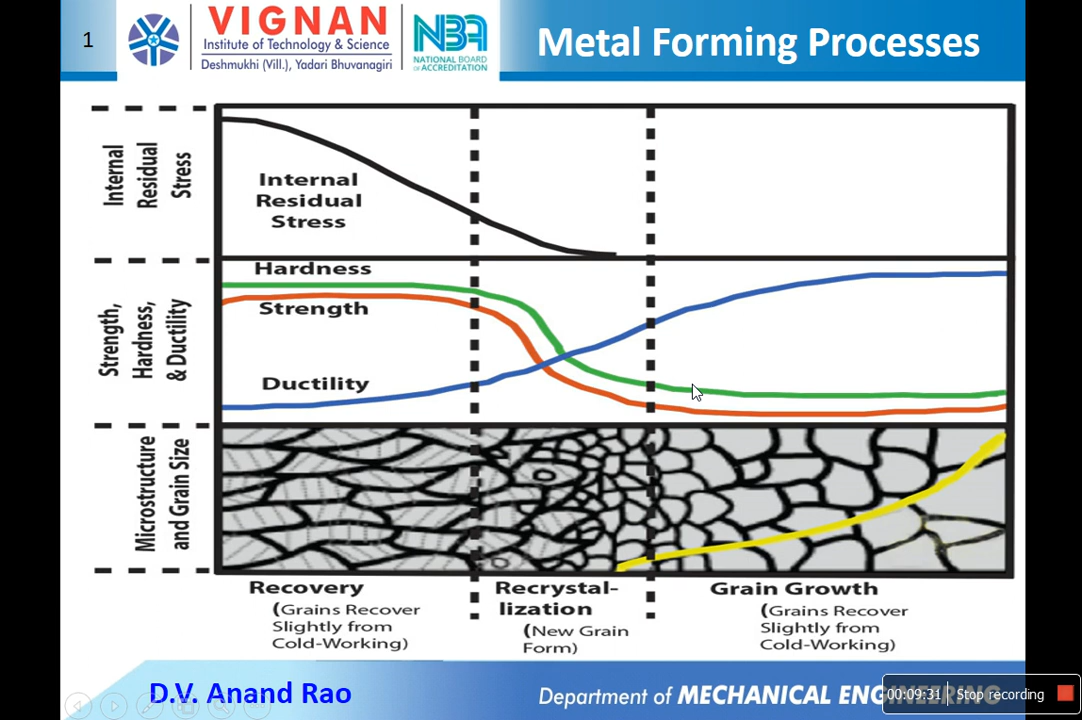 1
VIGNAN
Institute of Technology & Science
Deshmukhi (Vill.), Yadari Bhuvanagiri
NBA
NATIONAL BOARD
OF ACCREDITATION
Metal Forming Processes
Internal
Residual
Stress
Internal
Residual
Stress
Strength,
Hardness,
& Ductility
Hardness
Strength
Ductility
Microstructure
and Grain Size
Recovery
(Grains Recover
Slightly from
Cold-Working)
Recrystal-
lization
(New Grain
Form)
Grain Growth
(Grains Recover
Slightly from
Cold-Working)
D.V. Anand Rao
Department of MECHANICAL ENGINEERING
00:09:31 Stop recording